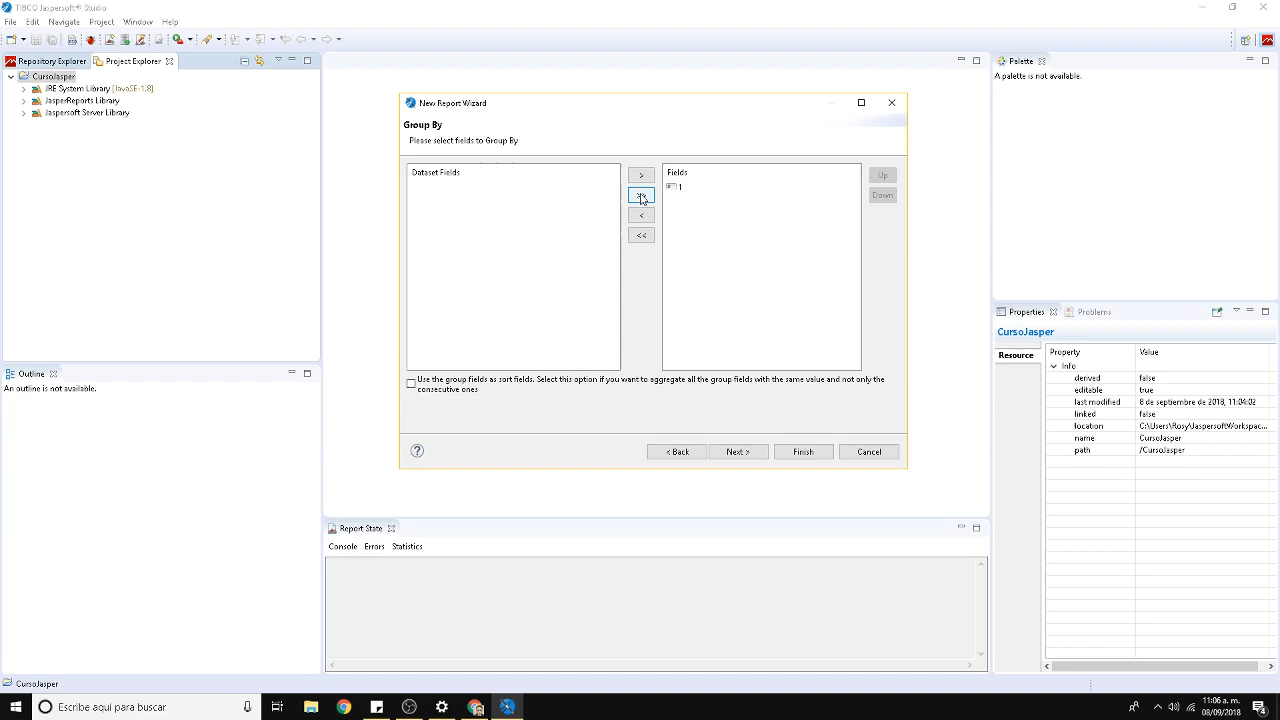 TIBCO Jaspersoft® Studio
File Edit Navigate Project Window Help
Repository Explorer Project Explorer
CursoJasper
JRE System Library [JavaSE-1.8]
JasperReports Library
Jaspersoft Server Library
Outline
An outline is not available.
New Report Wizard
Group By
Please select fields to Group By
Dataset Fields
>
>>
<
<<
Fields
1
Up
Down
Use the group fields as sort fields. Select this option if you want to aggregate all the group fields with the same value and not only the
consecutive ones
?
< Back Next > Finish Cancel
Report State
Console Errors Statistics
Palette
A palette is not available.
Properties Problems
CursoJasper
Resource
Property Value
Info
derived false
editable true
last modified 8 de septiembre de 2018, 11:04:02
linked false
location C:\Users\Rosy\JaspersoftWorkspac...
name CursoJasper
path /CursoJasper
CursoJasper
Escribe aquí para buscar
11:06 a. m.
08/09/2018
4